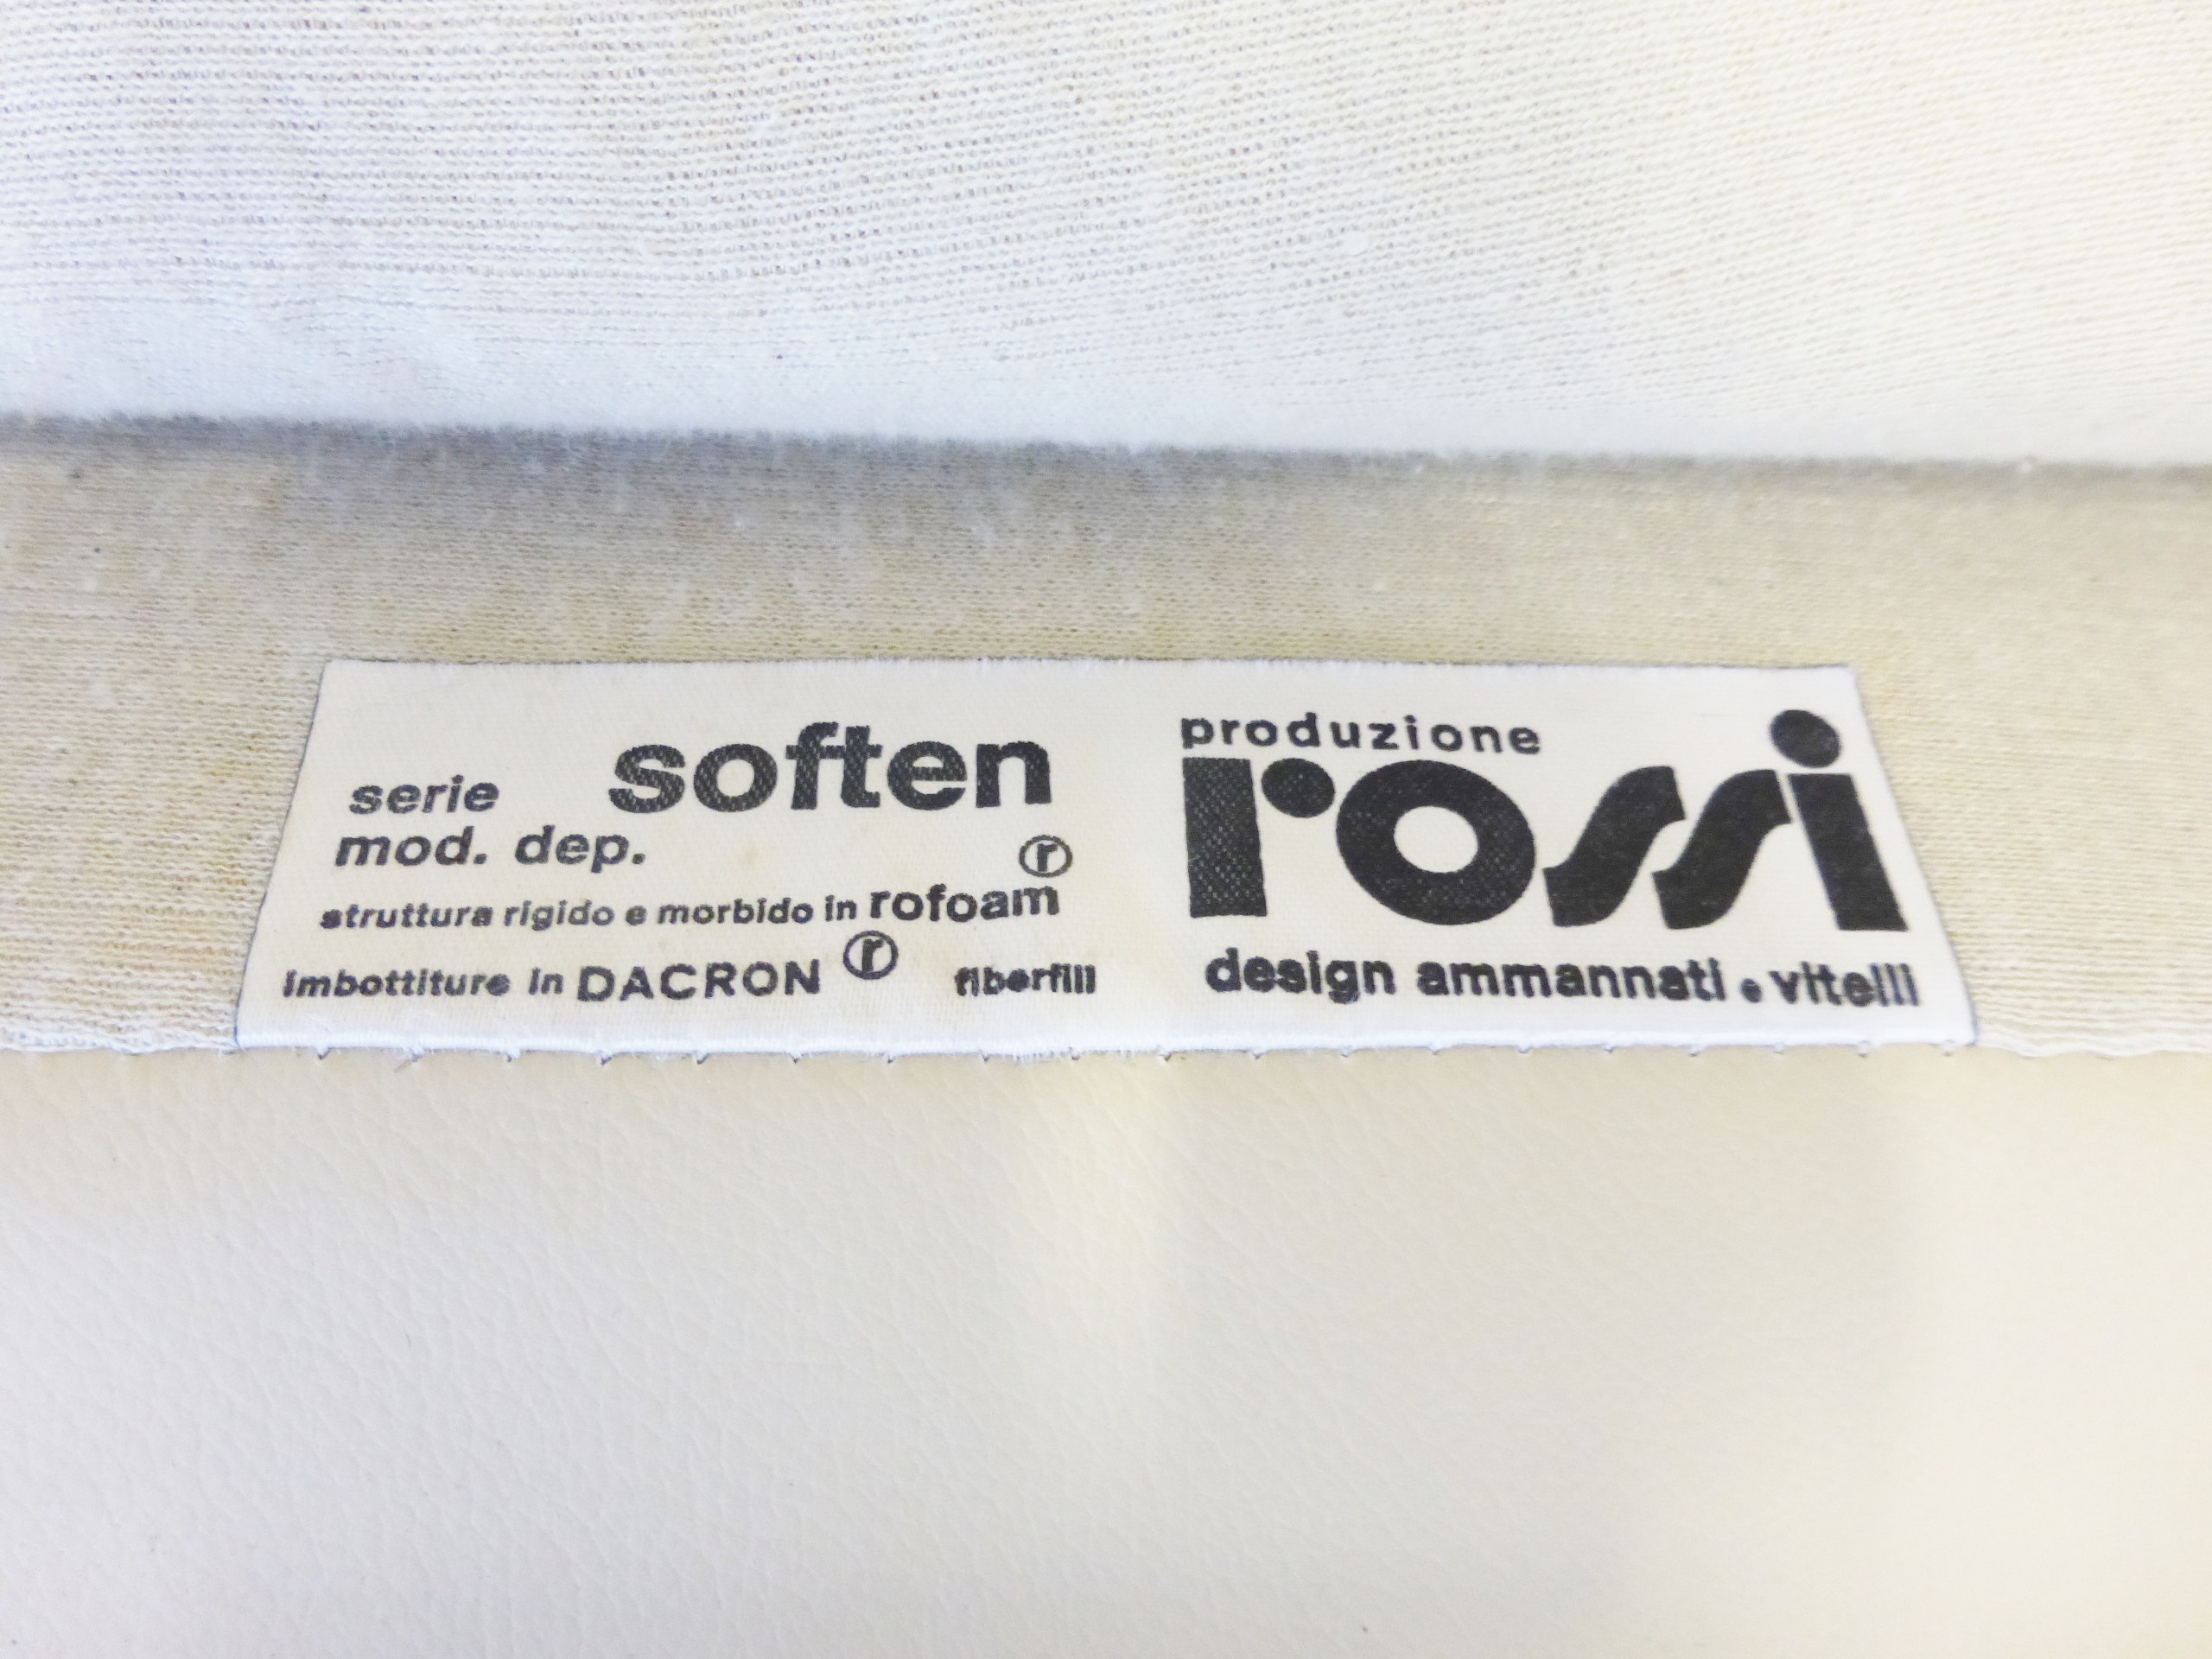 serie soften
mod. dep.
struttura rigido e morbido in rofoam ®
imbottiture in DACRON ® fiberfill
produzione
rossi
design ammannati e vitelli